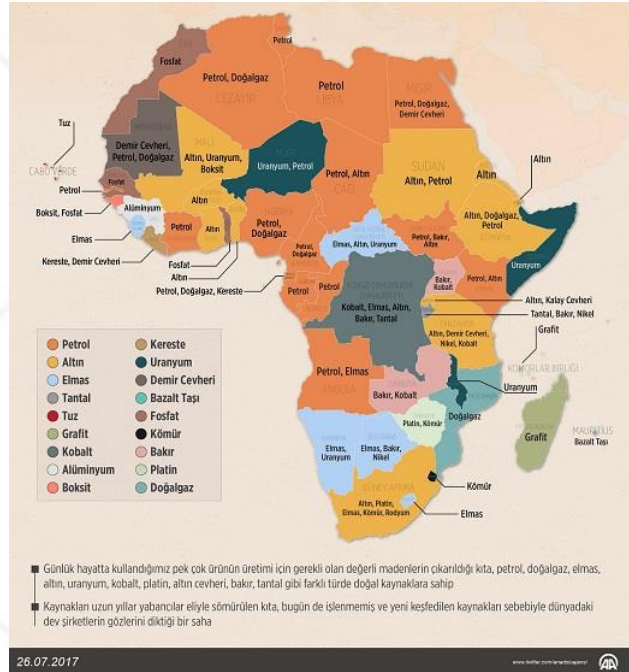 Petrol
Fosfat
Petrol, Doğalgaz
CEZAYİR
Petrol
LİBYA
MISIR
Petrol, Doğalgaz,
Demir Cevheri
Tuz
CABO VERDE
Demir Cevheri,
Petrol, Doğalgaz
MALİ
Altın, Uranyum,
Boksit
Uranyum, Petrol
Petrol, Altın
ÇAD
SUDAN
Altın, Petrol
Altın
Altın
Petrol
Fosfat
Boksit, Fosfat
Alüminyum
Altın
Elmas
Petrol
Altın
Petrol,
Doğalgaz
Elmas, Altın, Uranyum
Petrol, Bakır,
Altın
Altın, Doğalgaz,
Petrol
Kereste, Demir Cevheri
Fosfat
Altın
Petrol, Doğalgaz, Kereste
Petrol,
Doğalgaz
Petrol
Petrol
Kobalt, Elmas, Altın,
Bakır, Tantal
Bakır,
Kobalt
Petrol, Altın
Uranyum
Altın, Kalay Cevheri
Tantal, Bakır, Nikel
Altın, Demir Cevheri,
Nikel, Kobalt
Grafit
KOMORLAR BİRLİĞİ
Petrol, Elmas
ANGOLA
Bakır, Kobalt
Uranyum
Doğalgaz
Platin, Kömür
Grafit
MAURITIUS
Bazalt Taşı
Elmas,
Uranyum
Elmas, Bakır,
Nikel
GÜNEY AFRİKA
Altın, Platin,
Elmas, Kömür, Rodyum
Kömür
Elmas
Petrol
Altın
Elmas
Tantal
Tuz
Grafit
Kobalt
Alüminyum
Boksit
Kereste
Uranyum
Demir Cevheri
Bazalt Taşı
Fosfat
Kömür
Bakır
Platin
Doğalgaz
Günlük hayatta kullandığımız pek çok ürünün üretimi için gerekli olan değerli madenlerin çıkarıldığı kıta, petrol, doğalgaz, elmas,
altın, uranyum, kobalt, platin, altın cevheri, bakır, tantal gibi farklı türde doğal kaynaklara sahip
Kaynakları uzun yıllar yabancılar eliyle sömürülen kıta, bugün de işlenmemiş ve yeni keşfedilen kaynakları sebebiyle dünyadaki
dev şirketlerin gözlerini diktiği bir saha
26.07.2017
AA